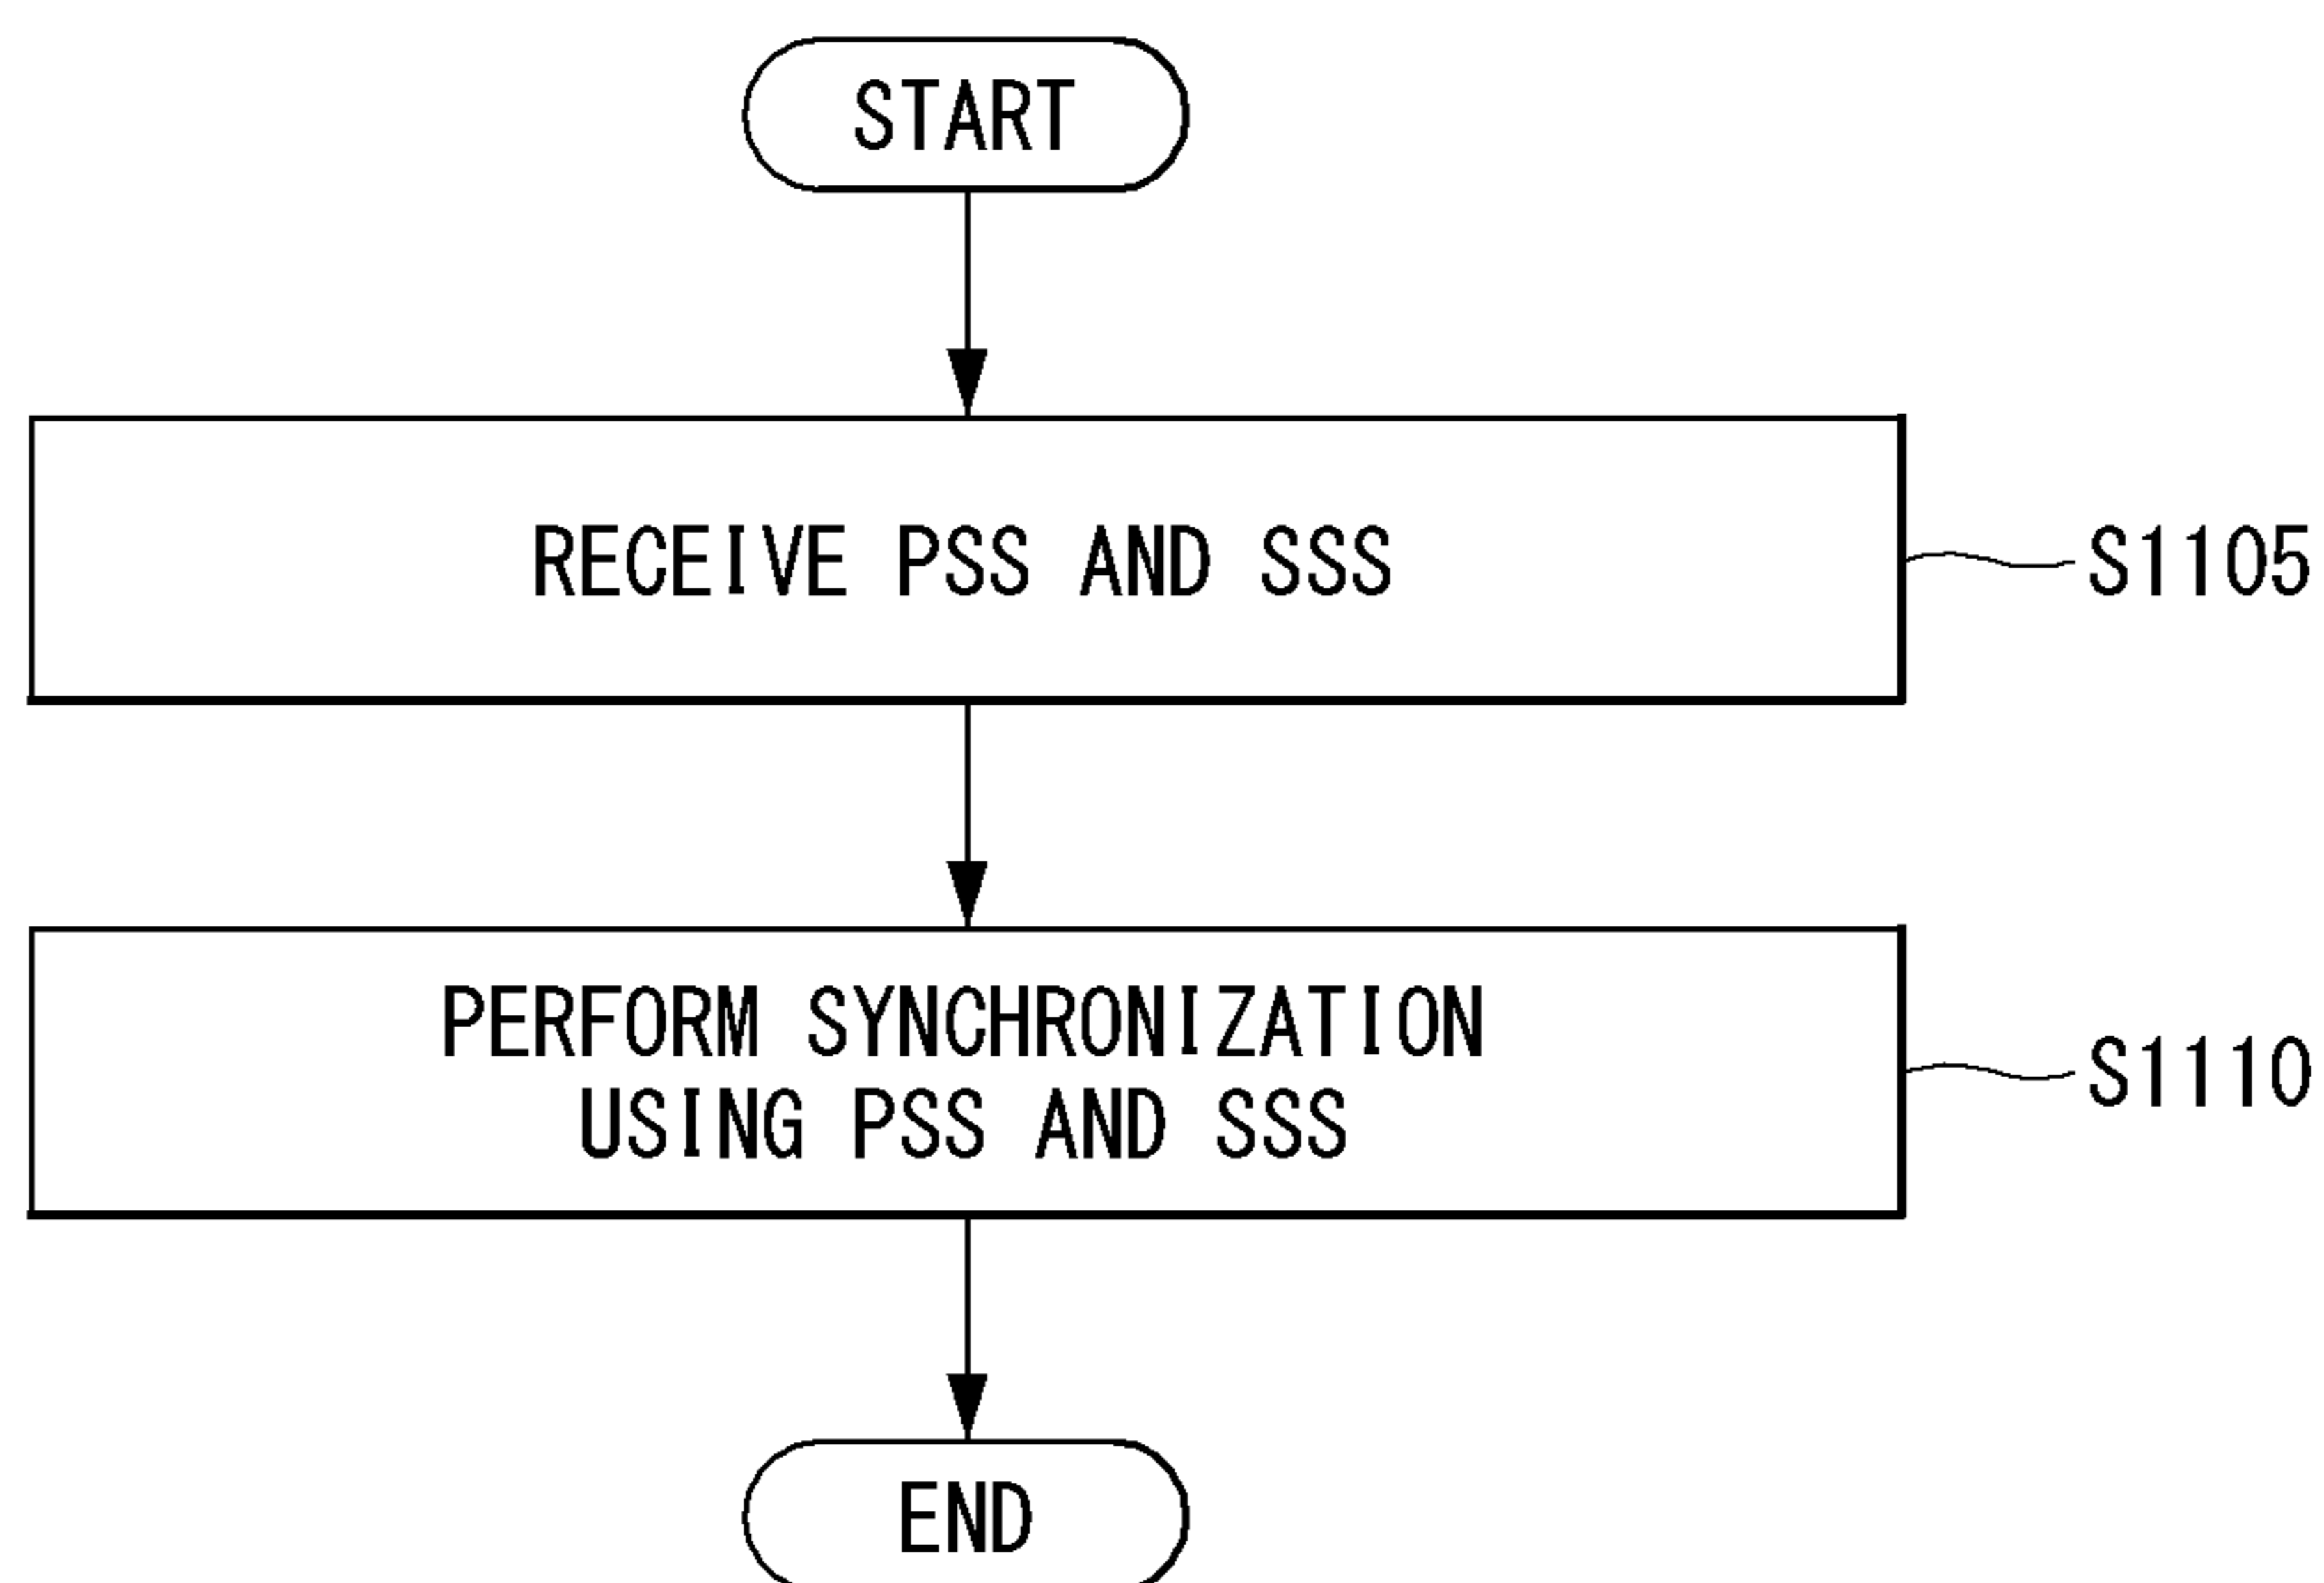 START
RECEIVE PSS AND SSS
S1105
PERFORM SYNCHRONIZATION
USING PSS AND SSS
S1110
END